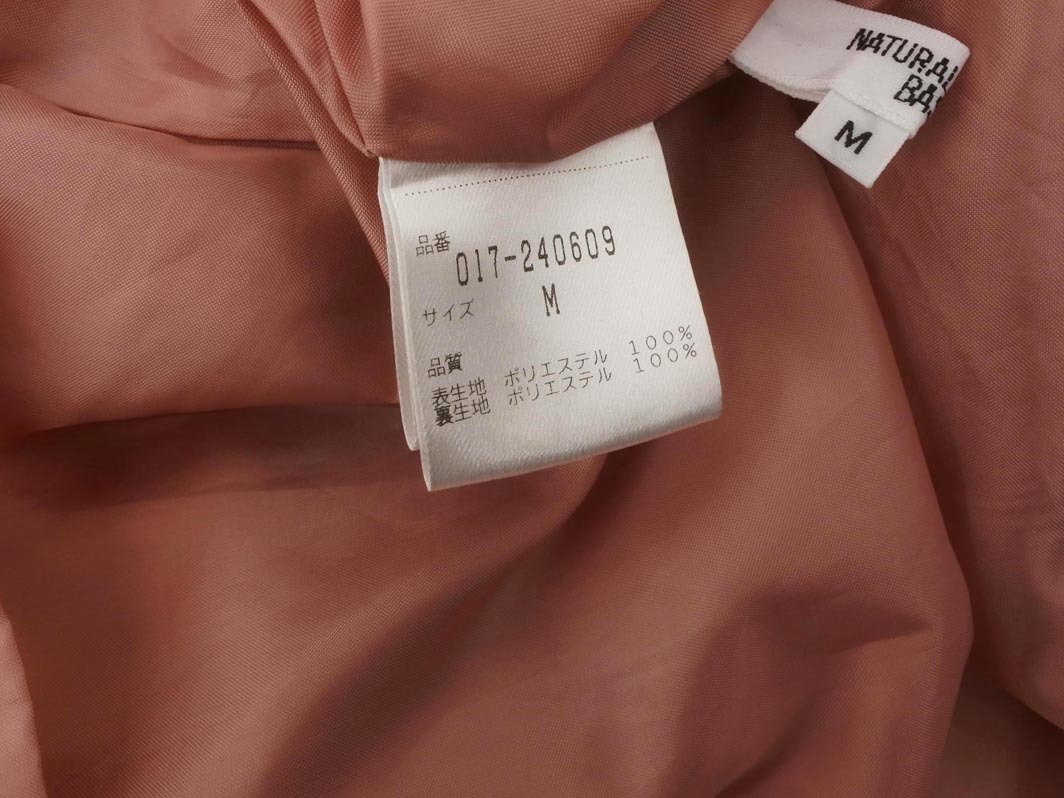 NATURAL
M
品番
017-240609
サイズ M
品質
表生地 ポリエステル 100%
裏生地 ポリエステル 100%